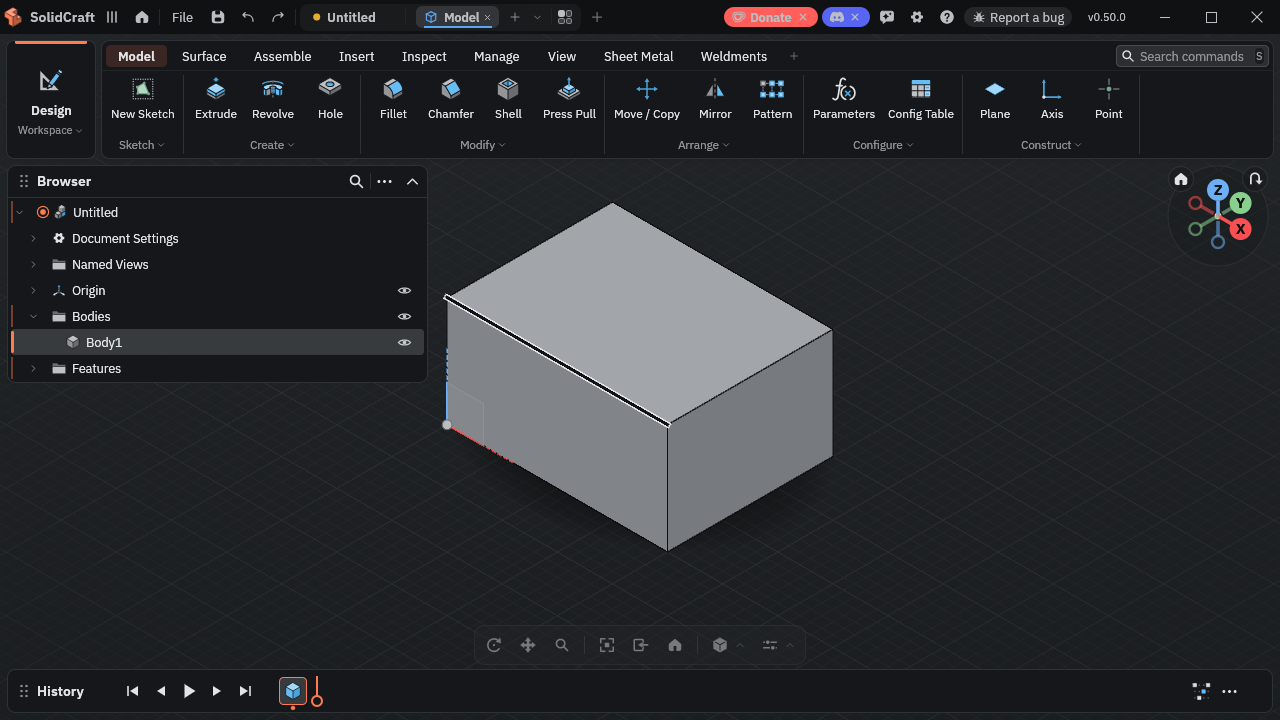 SolidCraft
File
Untitled
Model
Donate
Report a bug
v0.50.0
Design
Workspace
Model Surface Assemble Insert Inspect Manage View Sheet Metal Weldments
Search commands S
New Sketch Extrude Revolve Hole Fillet Chamfer Shell Press Pull Move / Copy Mirror Pattern Parameters Config Table Plane Axis Point
Sketch Create Modify Arrange Configure Construct
Browser
Untitled
Document Settings
Named Views
Origin
Bodies
Body1
Features
Z
Y
X
History